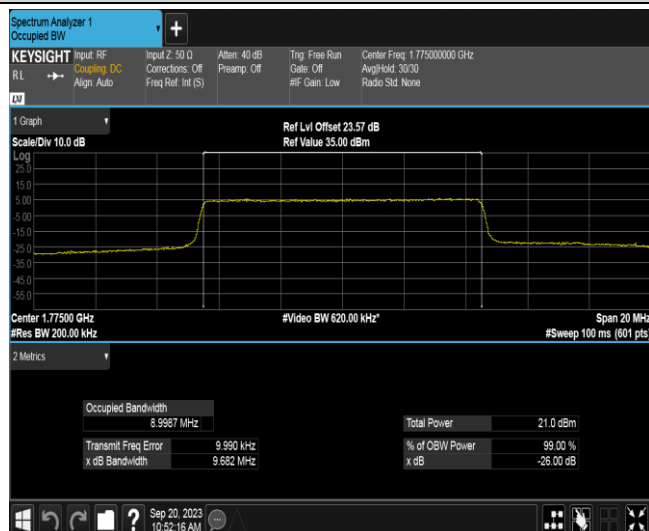 Spectrum Analyzer 1
Occupied BW
KEYSIGHT
RL
LXI
Input: RF
Coupling: DC
Align: Auto
Input Z: 50 Ω
Corrections: Off
Freq Ref: Int (S)
Atten: 40 dB
Preamp: Off
Trig: Free Run
Gate: Off
#IF Gain: Low
Center Freq: 1.775000000 GHz
Avg|Hold: 30/30
Radio Std: None
1 Graph
Scale/Div 10.0 dB
Ref Lvl Offset 23.57 dB
Ref Value 35.00 dBm
Log
25.0
15.0
5.00
-5.00
-15.0
-25.0
-35.0
-45.0
-55.0
Center 1.77500 GHz
#Res BW 200.00 kHz
#Video BW 620.00 kHz*
Span 20 MHz
#Sweep 100 ms (601 pts)
2 Metrics
Occupied Bandwidth
8.9987 MHz
Transmit Freq Error 9.990 kHz
x dB Bandwidth 9.682 MHz
Total Power 21.0 dBm
% of OBW Power 99.00 %
x dB -26.00 dB
Sep 20, 2023
10:52:16 AM